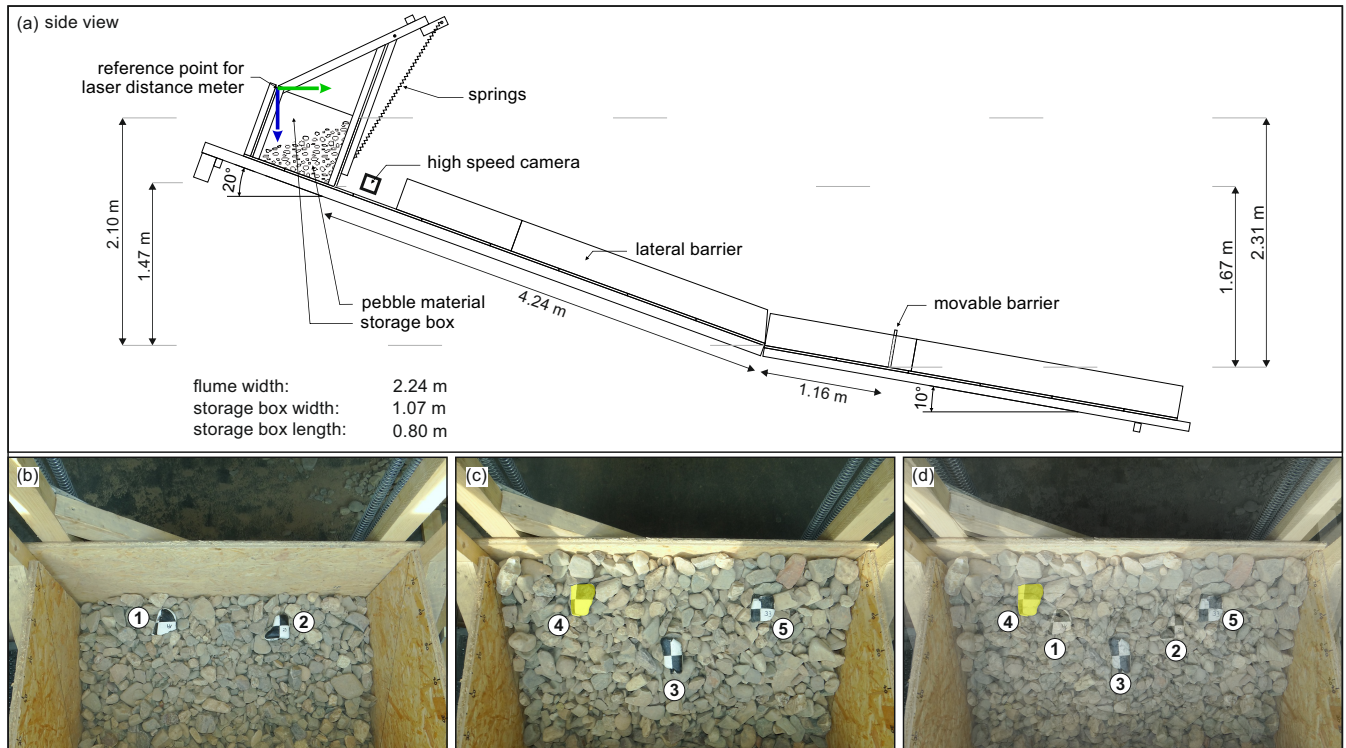 (a) side view
reference point for
laser distance meter
springs
high speed camera
20°
2.10 m
1.47 m
lateral barrier
4.24 m
pebble material
storage box
movable barrier
1.67 m
2.31 m
1.16 m
10°
flume width: 2.24 m
storage box width: 1.07 m
storage box length: 0.80 m
(b)
1
2
(c)
4
5
3
(d)
4
5
1
2
3